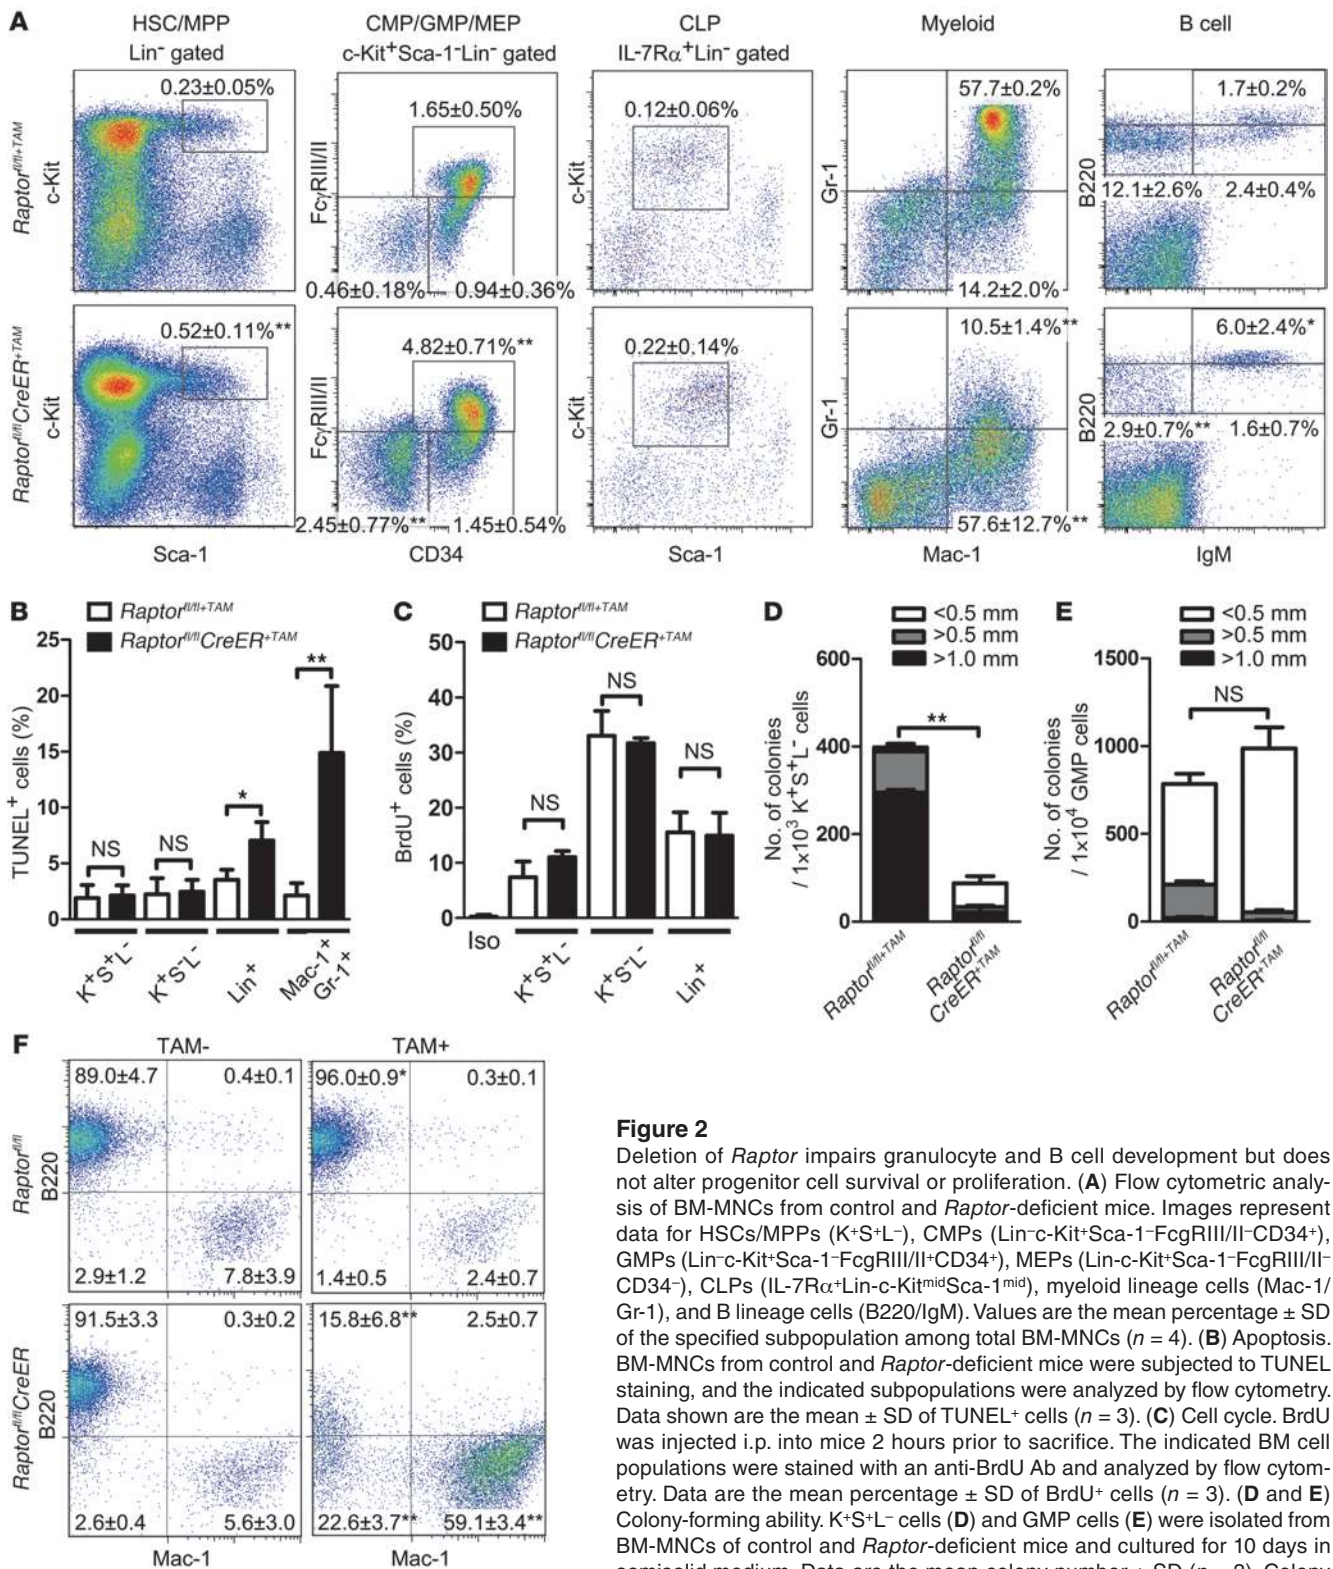 A
HSC/MPP
Lin⁻ gated
CMP/GMP/MEP
c-Kit⁺Sca-1⁻Lin⁻ gated
CLP
IL-7Rα⁺Lin⁻ gated
Myeloid
B cell
Raptorfl/fl+TAM
c-Kit
0.23±0.05%
FcγRIII/II
1.65±0.50%
0.46±0.18%
0.94±0.36%
c-Kit
0.12±0.06%
Gr-1
57.7±0.2%
14.2±2.0%
B220
1.7±0.2%
12.1±2.6%
2.4±0.4%
Raptorfl/flCreER+TAM
c-Kit
0.52±0.11%**
Sca-1
FcγRIII/II
4.82±0.71%**
2.45±0.77%**
1.45±0.54%
CD34
c-Kit
0.22±0.14%
Sca-1
Gr-1
10.5±1.4%**
57.6±12.7%**
Mac-1
B220
6.0±2.4%*
2.9±0.7%**
1.6±0.7%
IgM
B
Raptorfl/fl+TAM
Raptorfl/flCreER+TAM
TUNEL⁺ cells (%)
25
20
15
10
5
0
NS
NS
*
**
K⁺S⁺L⁻
K⁺S⁻L⁻
Lin⁺
Mac-1⁺
Gr-1⁺
C
Raptorfl/fl+TAM
Raptorfl/flCreER+TAM
BrdU⁺ cells (%)
50
40
30
20
10
0
NS
NS
NS
Iso
K⁺S⁺L⁻
K⁺S⁻L⁻
Lin⁺
D
<0.5 mm
>0.5 mm
>1.0 mm
No. of colonies
/ 1x10³ K⁺S⁺L⁻ cells
600
400
200
0
**
Raptorfl/fl+TAM
Raptorfl/fl
CreER+TAM
E
<0.5 mm
>0.5 mm
>1.0 mm
No. of colonies
/ 1x10⁴ GMP cells
1500
1000
500
0
NS
Raptorfl/fl+TAM
Raptorfl/fl
CreER+TAM
F
TAM-
TAM+
Raptorfl/fl
B220
89.0±4.7
0.4±0.1
2.9±1.2
7.8±3.9
96.0±0.9*
0.3±0.1
1.4±0.5
2.4±0.7
Raptorfl/flCreER
B220
91.5±3.3
0.3±0.2
2.6±0.4
5.6±3.0
15.8±6.8**
2.5±0.7
22.6±3.7**
59.1±3.4**
Mac-1
Mac-1
Figure 2
Deletion of Raptor impairs granulocyte and B cell development but does
not alter progenitor cell survival or proliferation. (A) Flow cytometric analy-
sis of BM-MNCs from control and Raptor-deficient mice. Images represent
data for HSCs/MPPs (K⁺S⁺L⁻), CMPs (Lin⁻c-Kit⁺Sca-1⁻FcgRIII/II⁻CD34⁺),
GMPs (Lin⁻c-Kit⁺Sca-1⁻FcgRIII/II⁺CD34⁺), MEPs (Lin-c-Kit⁺Sca-1⁻FcgRIII/II⁻
CD34⁻), CLPs (IL-7Rα⁺Lin-c-KitmidSca-1mid), myeloid lineage cells (Mac-1/
Gr-1), and B lineage cells (B220/IgM). Values are the mean percentage ± SD
of the specified subpopulation among total BM-MNCs (n = 4). (B) Apoptosis.
BM-MNCs from control and Raptor-deficient mice were subjected to TUNEL
staining, and the indicated subpopulations were analyzed by flow cytometry.
Data shown are the mean ± SD of TUNEL⁺ cells (n = 3). (C) Cell cycle. BrdU
was injected i.p. into mice 2 hours prior to sacrifice. The indicated BM cell
populations were stained with an anti-BrdU Ab and analyzed by flow cytom-
etry. Data are the mean percentage ± SD of BrdU⁺ cells (n = 3). (D and E)
Colony-forming ability. K⁺S⁺L⁻ cells (D) and GMP cells (E) were isolated from
BM-MNCs of control and Raptor-deficient mice and cultured for 10 days in